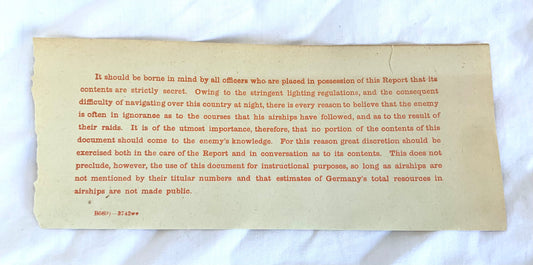 It should be borne in mind by all officers who are placed in possession of this Report that its
contents are strictly secret. Owing to the stringent lighting regulations, and the consequent
difficulty of navigating over this country at night, there is every reason to believe that the enemy
is often in ignorance as to the courses that his airships have followed, and as to the result of
their raids. It is of the utmost importance, therefore, that no portion of the contents of this
document should come to the enemy's knowledge. For this reason great discretion should be
exercised both in the care of the Report and in conversation as to its contents. This does not
preclude, however, the use of this document for instructional purposes, so long as airships are
not mentioned by their titular numbers and that estimates of Germany's total resources in
airships are not made public.